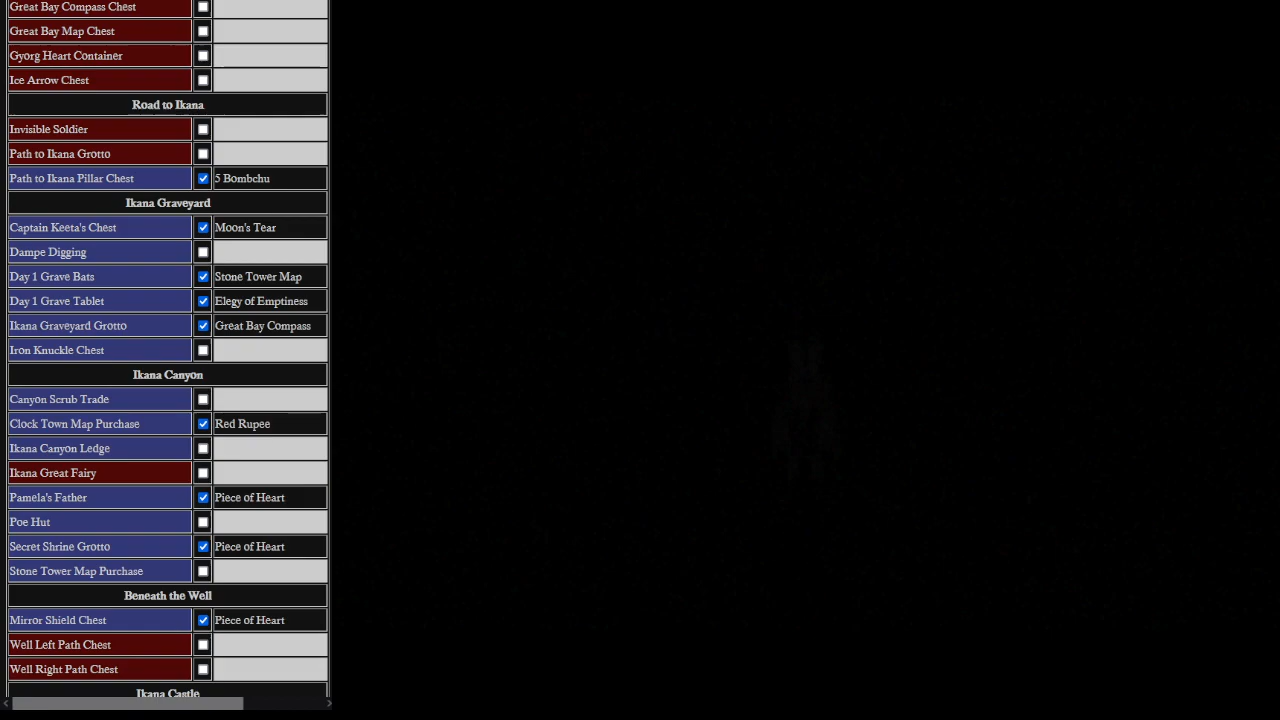 Great Bay Compass Chest
Great Bay Map Chest
Gyorg Heart Container
Ice Arrow Chest
Road to Ikana
Invisible Soldier
Path to Ikana Grotto
Path to Ikana Pillar Chest 5 Bombchu
Ikana Graveyard
Captain Keeta's Chest Moon's Tear
Dampe Digging
Day 1 Grave Bats Stone Tower Map
Day 1 Grave Tablet Elegy of Emptiness
Ikana Graveyard Grotto Great Bay Compass
Iron Knuckle Chest
Ikana Canyon
Canyon Scrub Trade
Clock Town Map Purchase Red Rupee
Ikana Canyon Ledge
Ikana Great Fairy
Pamela's Father Piece of Heart
Poe Hut
Secret Shrine Grotto Piece of Heart
Stone Tower Map Purchase
Beneath the Well
Mirror Shield Chest Piece of Heart
Well Left Path Chest
Well Right Path Chest
Ikana Castle